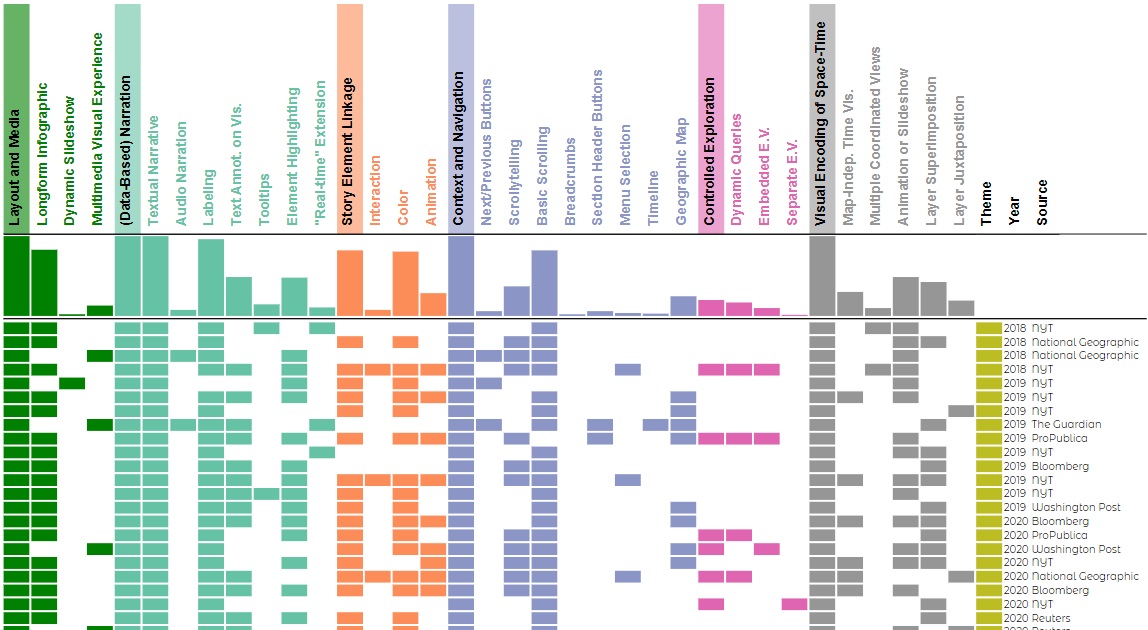 Layout and Media
Longform Infographic
Dynamic Slideshow
Multimedia Visual Experience
(Data-Based) Narration
Textual Narrative
Audio Narration
Labeling
Text Annot. on Vis.
Tooltips
Element Highlighting
"Real-time" Extension
Story Element Linkage
Interaction
Color
Animation
Context and Navigation
Next/Previous Buttons
Scrollytelling
Basic Scrolling
Breadcrumbs
Section Header Buttons
Menu Selection
Timeline
Geographic Map
Controlled Exploration
Dynamic Queries
Embedded E.V.
Separate E.V.
Visual Encoding of Space-Time
Map-Indep. Time Vis.
Multiple Coordinated Views
Animation or Slideshow
Layer Superimposition
Layer Juxtaposition
Theme
Year
Source
2018 NYT
2018 National Geographic
2018 National Geographic
2018 NYT
2019 NYT
2019 NYT
2019 NYT
2019 The Guardian
2019 ProPublica
2019 NYT
2019 Bloomberg
2019 NYT
2019 NYT
2019 Washington Post
2020 Bloomberg
2020 ProPublica
2020 Washington Post
2020 NYT
2020 National Geographic
2020 Bloomberg
2020 NYT
2020 Reuters